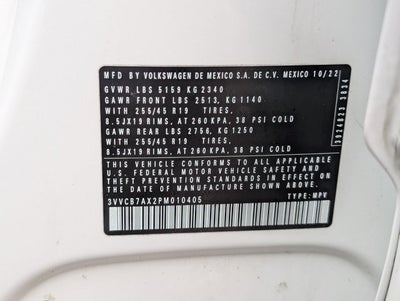 MFD BY VOLKSWAGEN DE MEXICO S.A. DE C.V. MEXICO 10/22
GVWR LBS 5159 KG 2340
GAWR FRONT LBS 2513, KG 1140
WITH 255/45 R19 TIRES,
8.5JX19 RIMS, AT 260 KPA, 38 PSI COLD
GAWR REAR LBS 2756, KG 1250
WITH 255/45 R19 TIRES,
8.5JX19 RIMS, AT 260 KPA, 38 PSI COLD
THIS VEHICLE CONFORMS TO ALL APPLICABLE
U.S. FEDERAL MOTOR VEHICLE SAFETY AND
THEFT PREVENTION STANDARDS IN EFFECT ON
THE DATE OF MANUFACTURE SHOWN ABOVE.
3VVCB7AX2PM010405 TYPE: MPV
3924923 3834